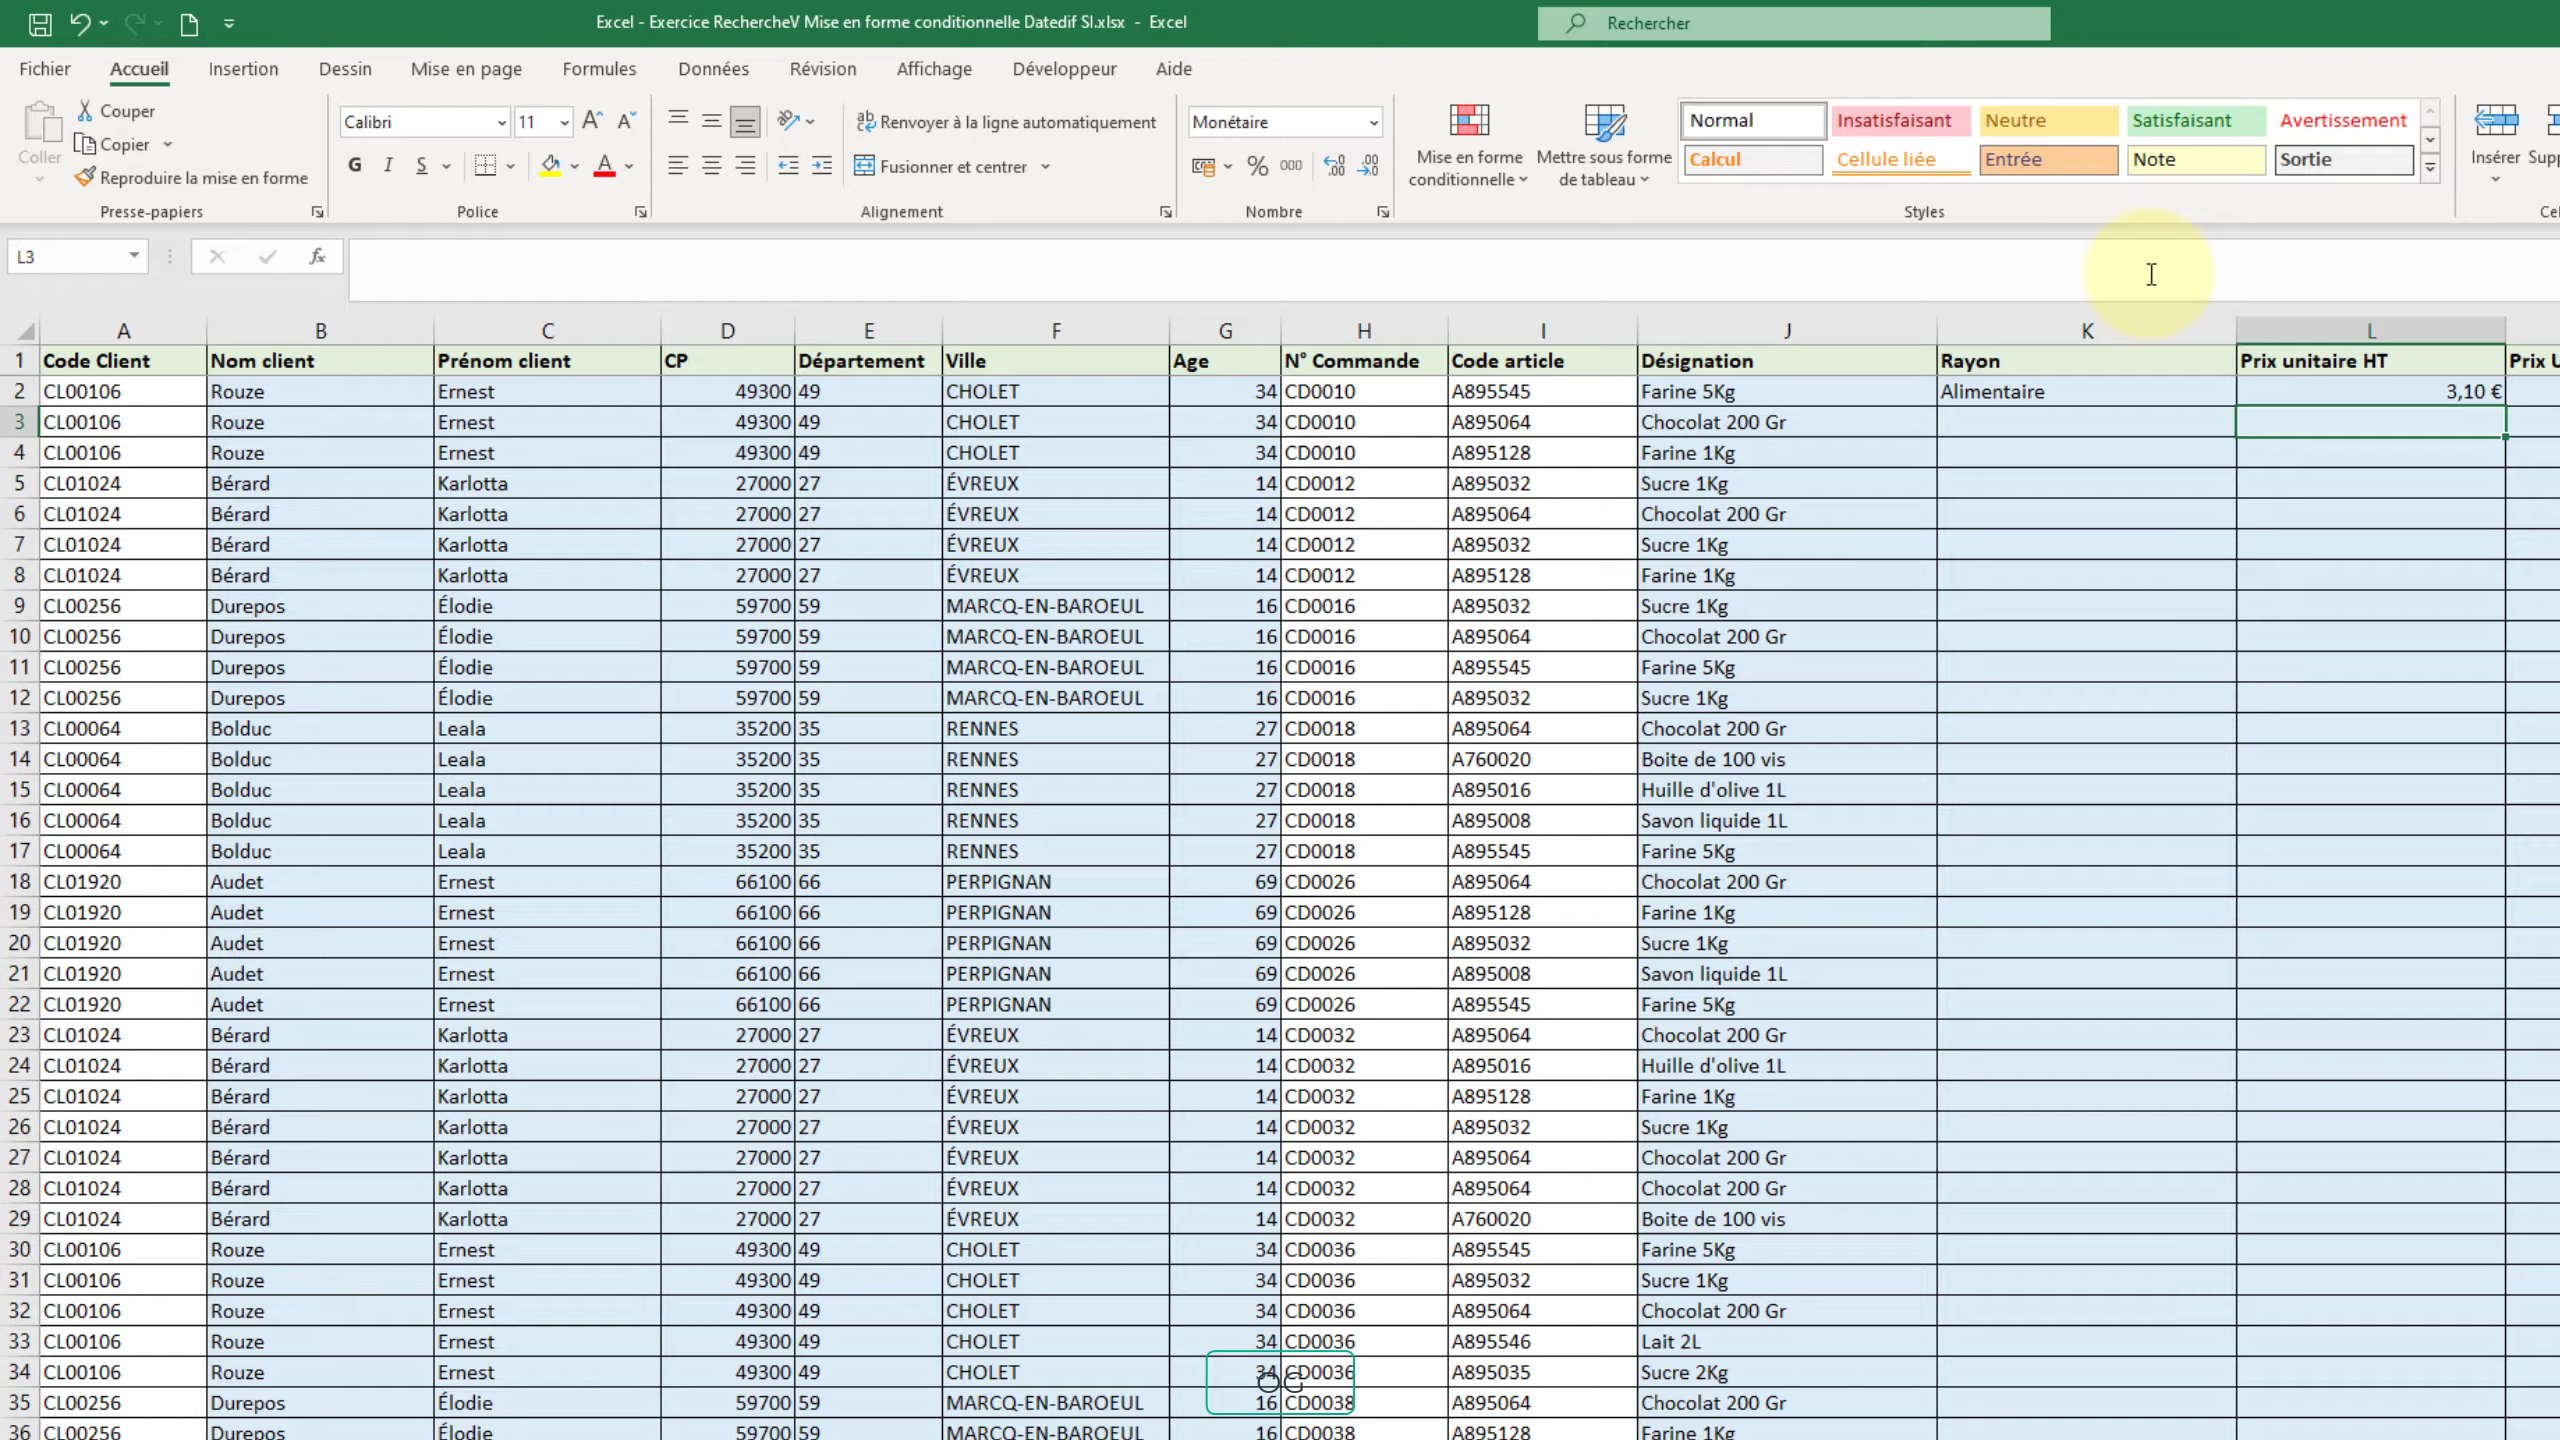 Excel - Exercice RechercheV Mise en forme conditionnelle Datedif SI.xlsx - Excel
Rechercher
Fichier Accueil Insertion Dessin Mise en page Formules Données Révision Affichage Développeur Aide
Coller
Couper
Copier
Reproduire la mise en forme
Presse-papiers
Calibri 11
G I S
Police
Renvoyer à la ligne automatiquement
Fusionner et centrer
Alignement
Monétaire
% 000
Nombre
Mise en forme conditionnelle
Mettre sous forme de tableau
Normal Insatisfaisant Neutre Satisfaisant Avertissement
Calcul Cellule liée Entrée Note Sortie
Styles
Insérer
L3 fx
A B C D E F G H I J K L
1 Code Client Nom client Prénom client CP Département Ville Age N° Commande Code article Désignation Rayon Prix unitaire HT Prix
2 CL00106 Rouze Ernest 49300 49 CHOLET 34 CD0010 A895545 Farine 5Kg Alimentaire 3,10 €
3 CL00106 Rouze Ernest 49300 49 CHOLET 34 CD0010 A895064 Chocolat 200 Gr
4 CL00106 Rouze Ernest 49300 49 CHOLET 34 CD0010 A895128 Farine 1Kg
5 CL01024 Bérard Karlotta 27000 27 ÉVREUX 14 CD0012 A895032 Sucre 1Kg
6 CL01024 Bérard Karlotta 27000 27 ÉVREUX 14 CD0012 A895064 Chocolat 200 Gr
7 CL01024 Bérard Karlotta 27000 27 ÉVREUX 14 CD0012 A895032 Sucre 1Kg
8 CL01024 Bérard Karlotta 27000 27 ÉVREUX 14 CD0012 A895128 Farine 1Kg
9 CL00256 Durepos Élodie 59700 59 MARCQ-EN-BAROEUL 16 CD0016 A895032 Sucre 1Kg
10 CL00256 Durepos Élodie 59700 59 MARCQ-EN-BAROEUL 16 CD0016 A895064 Chocolat 200 Gr
11 CL00256 Durepos Élodie 59700 59 MARCQ-EN-BAROEUL 16 CD0016 A895545 Farine 5Kg
12 CL00256 Durepos Élodie 59700 59 MARCQ-EN-BAROEUL 16 CD0016 A895032 Sucre 1Kg
13 CL00064 Bolduc Leala 35200 35 RENNES 27 CD0018 A895064 Chocolat 200 Gr
14 CL00064 Bolduc Leala 35200 35 RENNES 27 CD0018 A760020 Boite de 100 vis
15 CL00064 Bolduc Leala 35200 35 RENNES 27 CD0018 A895016 Huille d'olive 1L
16 CL00064 Bolduc Leala 35200 35 RENNES 27 CD0018 A895008 Savon liquide 1L
17 CL00064 Bolduc Leala 35200 35 RENNES 27 CD0018 A895545 Farine 5Kg
18 CL01920 Audet Ernest 66100 66 PERPIGNAN 69 CD0026 A895064 Chocolat 200 Gr
19 CL01920 Audet Ernest 66100 66 PERPIGNAN 69 CD0026 A895128 Farine 1Kg
20 CL01920 Audet Ernest 66100 66 PERPIGNAN 69 CD0026 A895032 Sucre 1Kg
21 CL01920 Audet Ernest 66100 66 PERPIGNAN 69 CD0026 A895008 Savon liquide 1L
22 CL01920 Audet Ernest 66100 66 PERPIGNAN 69 CD0026 A895545 Farine 5Kg
23 CL01024 Bérard Karlotta 27000 27 ÉVREUX 14 CD0032 A895064 Chocolat 200 Gr
24 CL01024 Bérard Karlotta 27000 27 ÉVREUX 14 CD0032 A895016 Huille d'olive 1L
25 CL01024 Bérard Karlotta 27000 27 ÉVREUX 14 CD0032 A895128 Farine 1Kg
26 CL01024 Bérard Karlotta 27000 27 ÉVREUX 14 CD0032 A895032 Sucre 1Kg
27 CL01024 Bérard Karlotta 27000 27 ÉVREUX 14 CD0032 A895064 Chocolat 200 Gr
28 CL01024 Bérard Karlotta 27000 27 ÉVREUX 14 CD0032 A895064 Chocolat 200 Gr
29 CL01024 Bérard Karlotta 27000 27 ÉVREUX 14 CD0032 A760020 Boite de 100 vis
30 CL00106 Rouze Ernest 49300 49 CHOLET 34 CD0036 A895545 Farine 5Kg
31 CL00106 Rouze Ernest 49300 49 CHOLET 34 CD0036 A895032 Sucre 1Kg
32 CL00106 Rouze Ernest 49300 49 CHOLET 34 CD0036 A895064 Chocolat 200 Gr
33 CL00106 Rouze Ernest 49300 49 CHOLET 34 CD0036 A895546 Lait 2L
34 CL00106 Rouze Ernest 49300 49 CHOLET 34 CD0036 A895035 Sucre 2Kg
35 CL00256 Durepos Élodie 59700 59 MARCQ-EN-BAROEUL 16 CD0038 A895064 Chocolat 200 Gr
36 CL00256 Durepos Élodie 59700 59 MARCQ-EN-BAROEUL 16 CD0038 A895128 Farine 1Kg